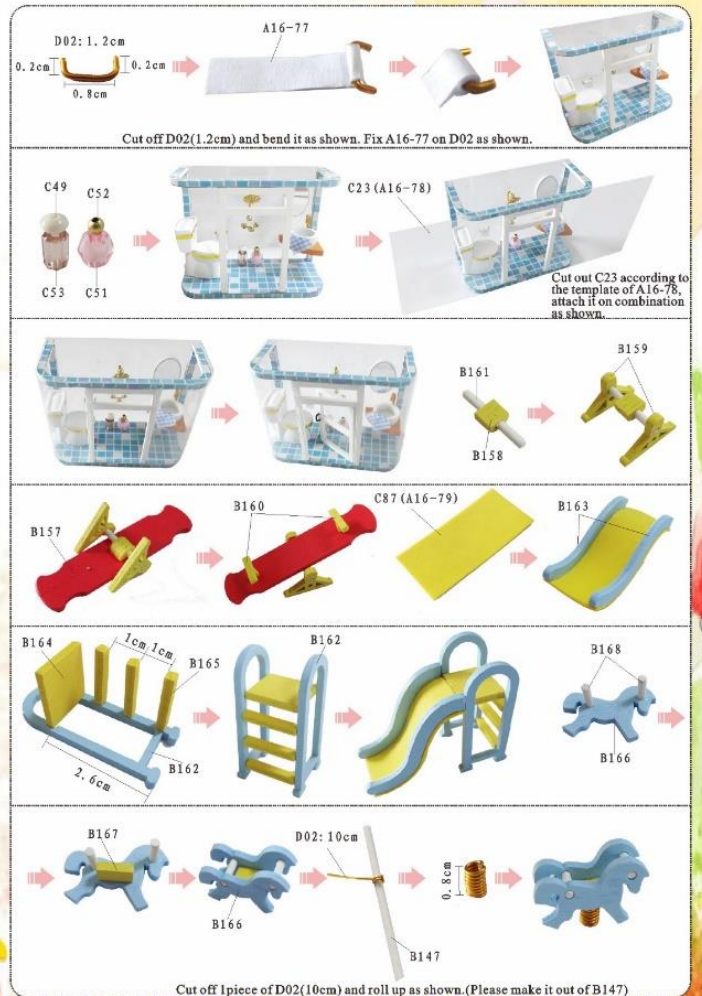 D02:1.2cm
0.2cm
0.2cm
0.8cm
A16-77
Cut off D02(1.2cm) and bend it as shown. Fix A16-77 on D02 as shown.
C49
C52
C53
C51
C23(A16-78)
Cut out C23 according to
the template of A16-78,
attach it on combination
as shown.
B161
B158
B159
B157
B160
C87(A16-79)
B163
B164
1cm
1cm
B165
B162
2.6cm
B162
B168
B166
B167
B166
D02:10cm
B147
0.8cm
Cut off 1piece of D02(10cm) and roll up as shown.(Please make it out of B147)